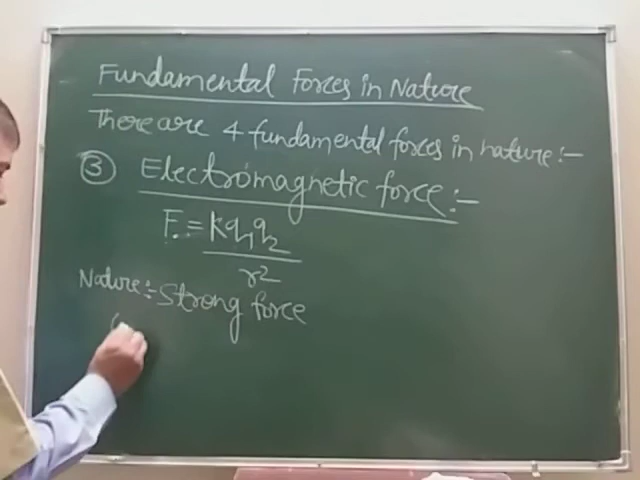 Fundamental Forces in Nature
There are 4 fundamental forces in nature :-
③ Electromagnetic force :-
F. = Kq₁q₂
r²
Nature :- Strong force
(